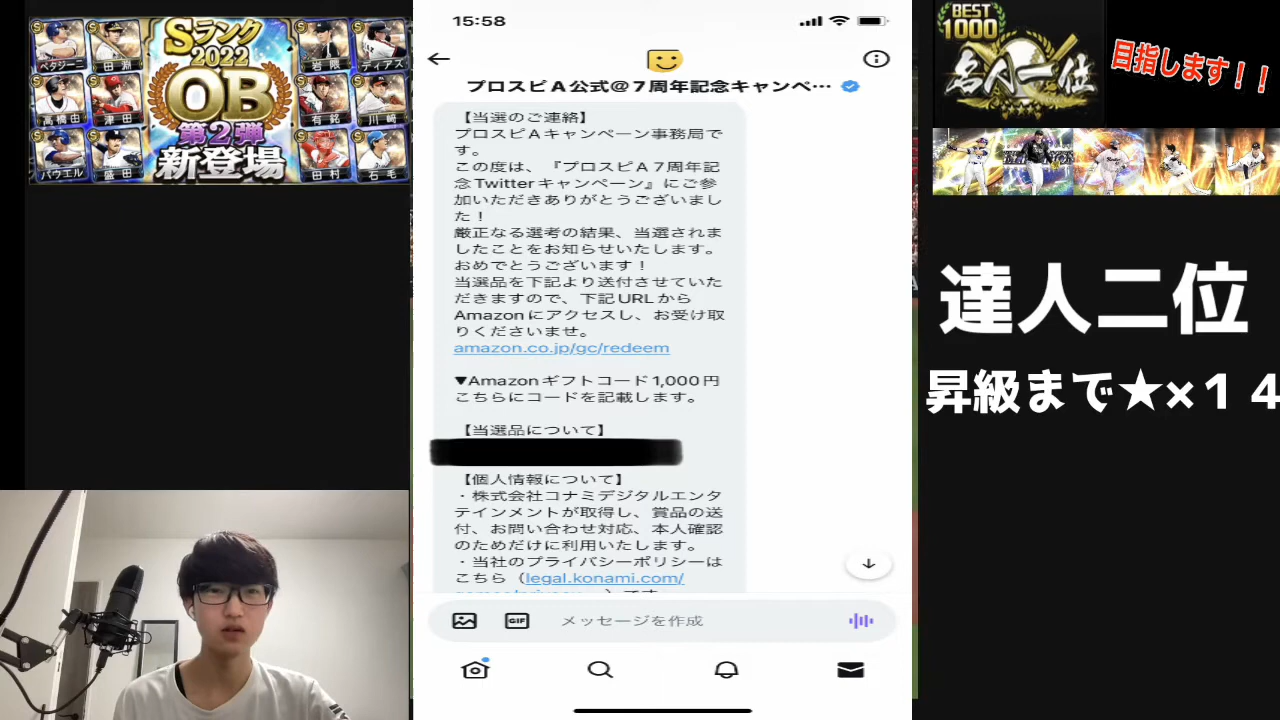 Sランク
2022
OB
第2弾
新登場
ペタジーニ
田淵
高橋由
津田
バウエル
盛田
岩隈
ディアス
有銘
川崎
田村
石毛
15:58
プロスピA公式@7周年記念キャンペ…
【当選のご連絡】
プロスピAキャンペーン事務局で
す。
この度は、『プロスピA7周年記
念Twitterキャンペーン』にご参
加いただきありがとうございまし
た！
厳正なる選考の結果、当選されま
したことをお知らせいたします。
おめでとうございます！
当選品を下記より送付させていた
だきますので、下記URLから
Amazonにアクセスし、お受け取
りくださいませ。
amazon.co.jp/gc/redeem
▼Amazonギフトコード1,000円
こちらにコードを記載します。
【当選品について】
【個人情報について】
・株式会社コナミデジタルエンタ
テインメントが取得し、賞品の送
付、お問い合わせ対応、本人確認
のためだけに利用いたします。
・当社のプライバシーポリシーは
こちら（legal.konami.com/
GIF
メッセージを作成
BEST
1000
名人一位
目指します！！
達人二位
昇級まで★×１４